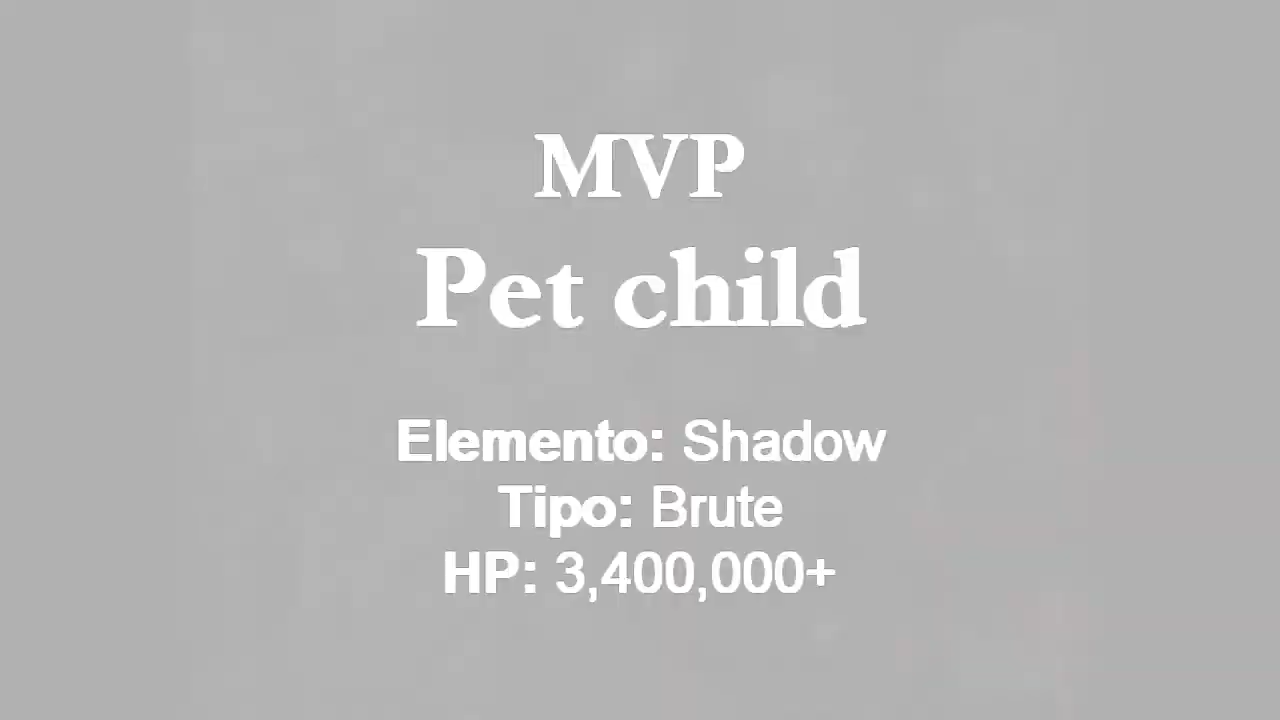 MVP
Pet child
Elemento: Shadow
Tipo: Brute
HP: 3,400,000+